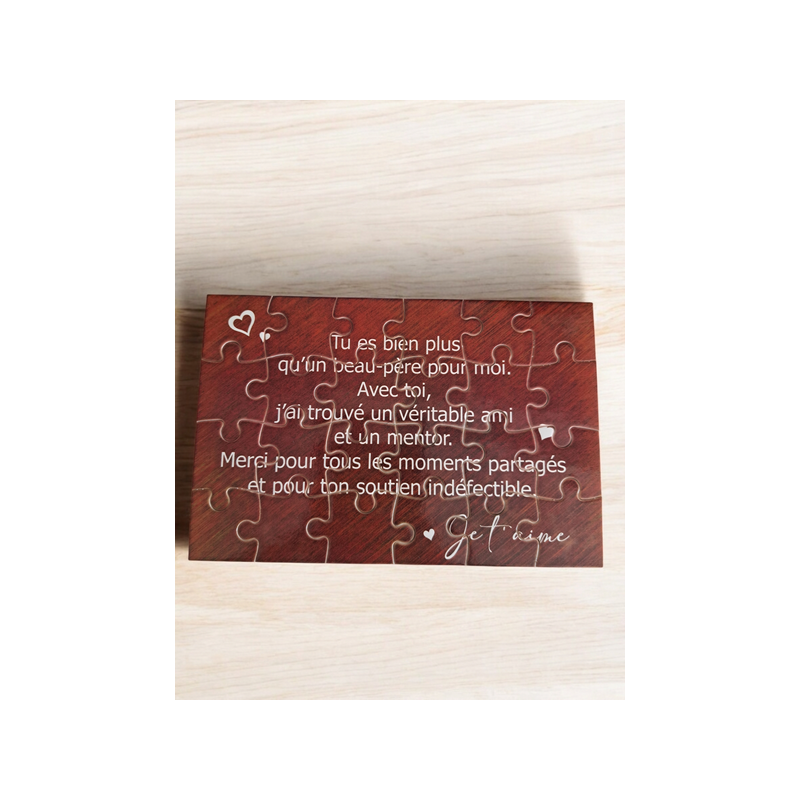 Tu es bien plus
qu'un beau-père pour moi.
Avec toi,
j'ai trouvé un véritable ami
et un mentor.
Merci pour tous les moments partagés
et pour ton soutien indéfectible.
Je t'aime